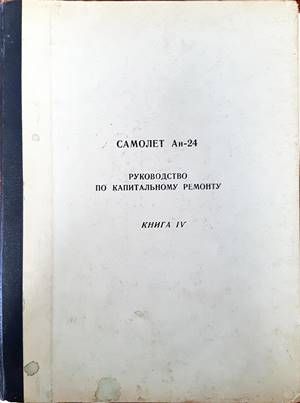 САМОЛЕТ Ан-24
РУКОВОДСТВО
ПО КАПИТАЛЬНОМУ РЕМОНТУ
КНИГА IV